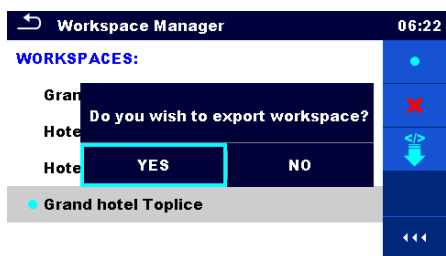 Workspace Manager 06:22
WORKSPACES:
Gran
Do you wish to export workspace?
Hote
Hote
YES NO
Grand hotel Toplice